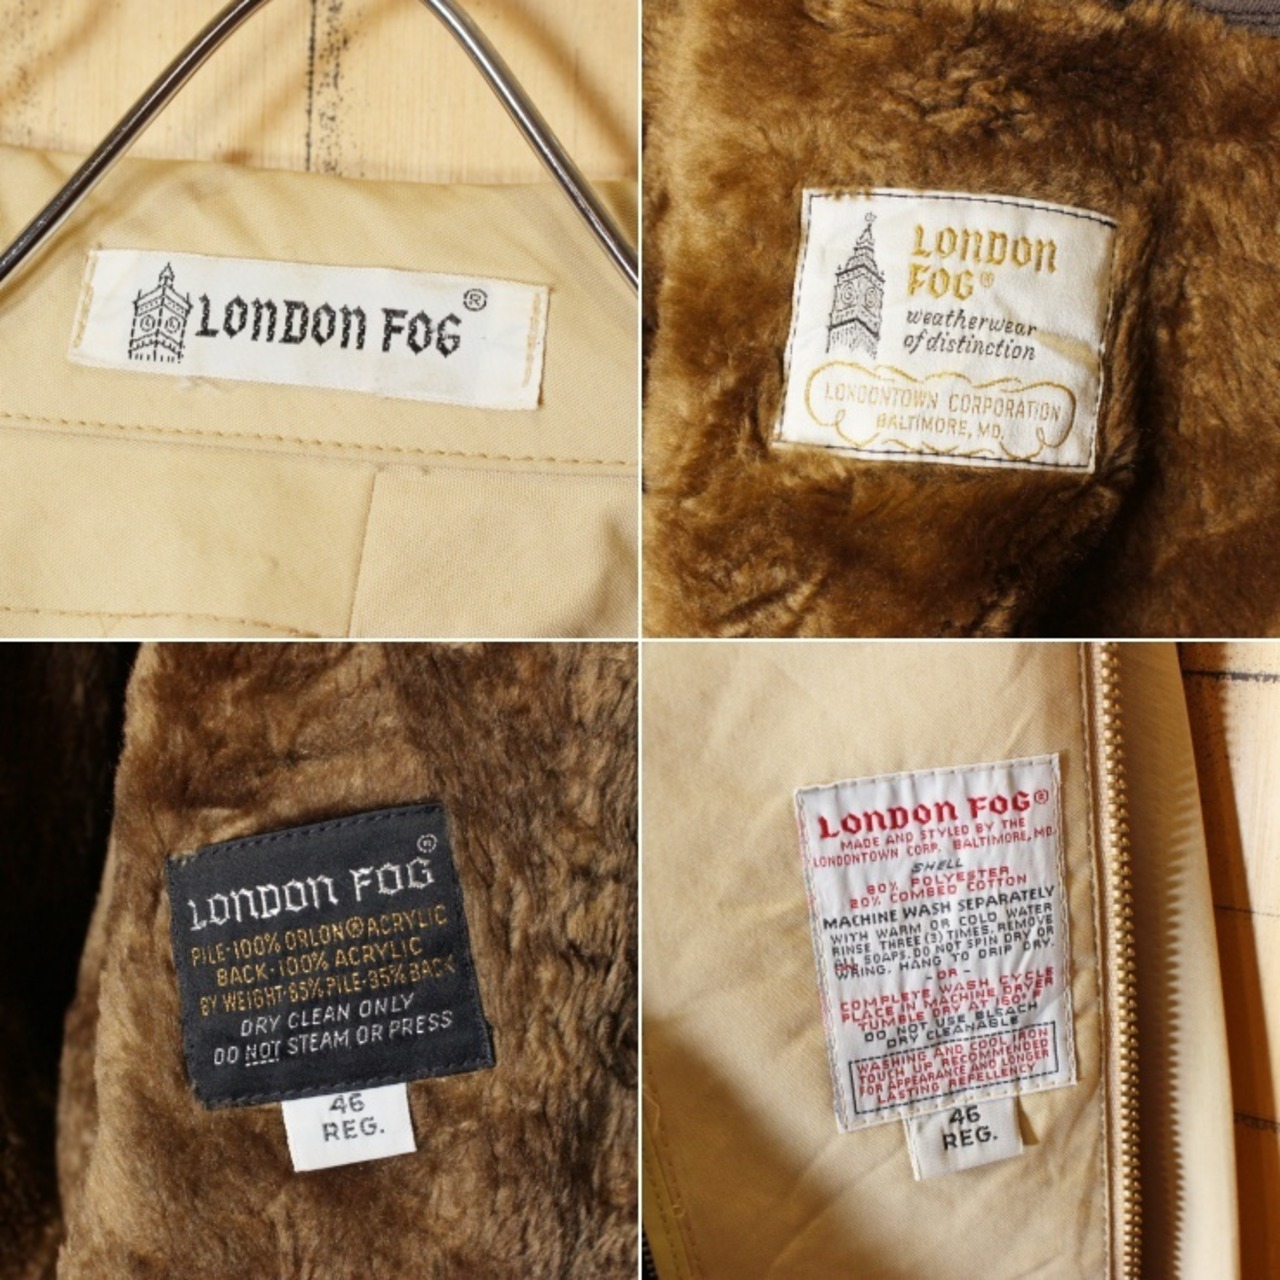 LONDON FOG®
LONDON
FOG®
weatherwear
of distinction
LONDONTOWN CORPORATION
BALTIMORE, MD.
LONDON FOG®
PILE-100% ORLON® ACRYLIC
BACK-100% ACRYLIC
BY WEIGHT-65% PILE-35% BACK
DRY CLEAN ONLY
DO NOT STEAM OR PRESS
46
REG.
LONDON FOG®
MADE AND STYLED BY THE
LONDONTOWN CORP. BALTIMORE, MD.
SHELL
80% POLYESTER
20% COMBED COTTON
MACHINE WASH SEPARATELY
WITH WARM OR COLD WATER
RINSE THREE (3) TIMES, REMOVE
ALL SOAPS. DO NOT SPIN DRY OR
WRING. HANG TO DRIP DRY.
- OR -
COMPLETE WASH CYCLE
PLACE IN MACHINE DRYER
TUMBLE DRY AT 160°F
DO NOT USE BLEACH
DRY CLEANABLE
WASHING AND COOL IRON
TOUCH UP RECOMMENDED
FOR APPEARANCE AND LONGER
LASTING REPELLENCY
46
REG.